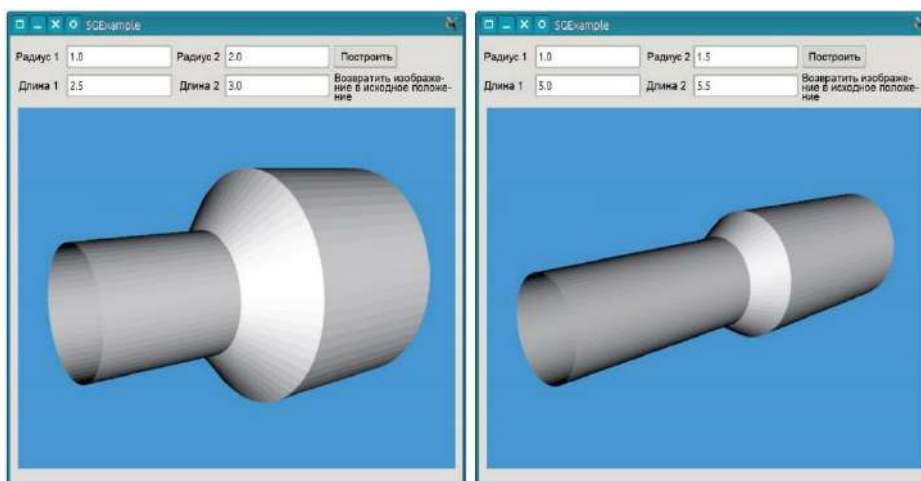 SGExample
Радиус 1 1.0 Радиус 2 2.0 Построить
Длина 1 2.5 Длина 2 3.0 Возвратить изображе-
ние в исходное положе-
ние
SGExample
Радиус 1 1.0 Радиус 2 1.5 Построить
Длина 1 5.0 Длина 2 5.5 Возвратить изображе-
ние в исходное положе-
ние